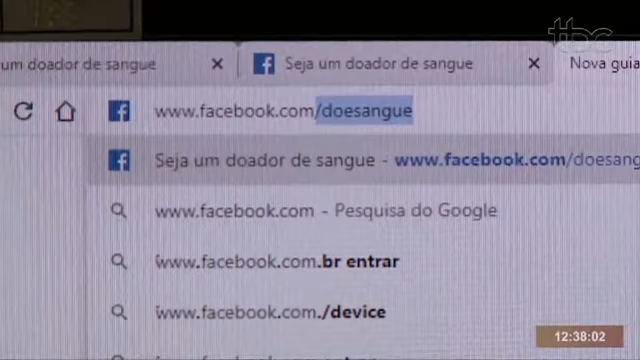 tbc
um doador de sangue × Seja um doador de sangue × Nova guia
www.facebook.com/doesangue
Seja um doador de sangue - www.facebook.com/doesang
www.facebook.com - Pesquisa do Google
www.facebook.com.br entrar
www.facebook.com./device
12:38:02